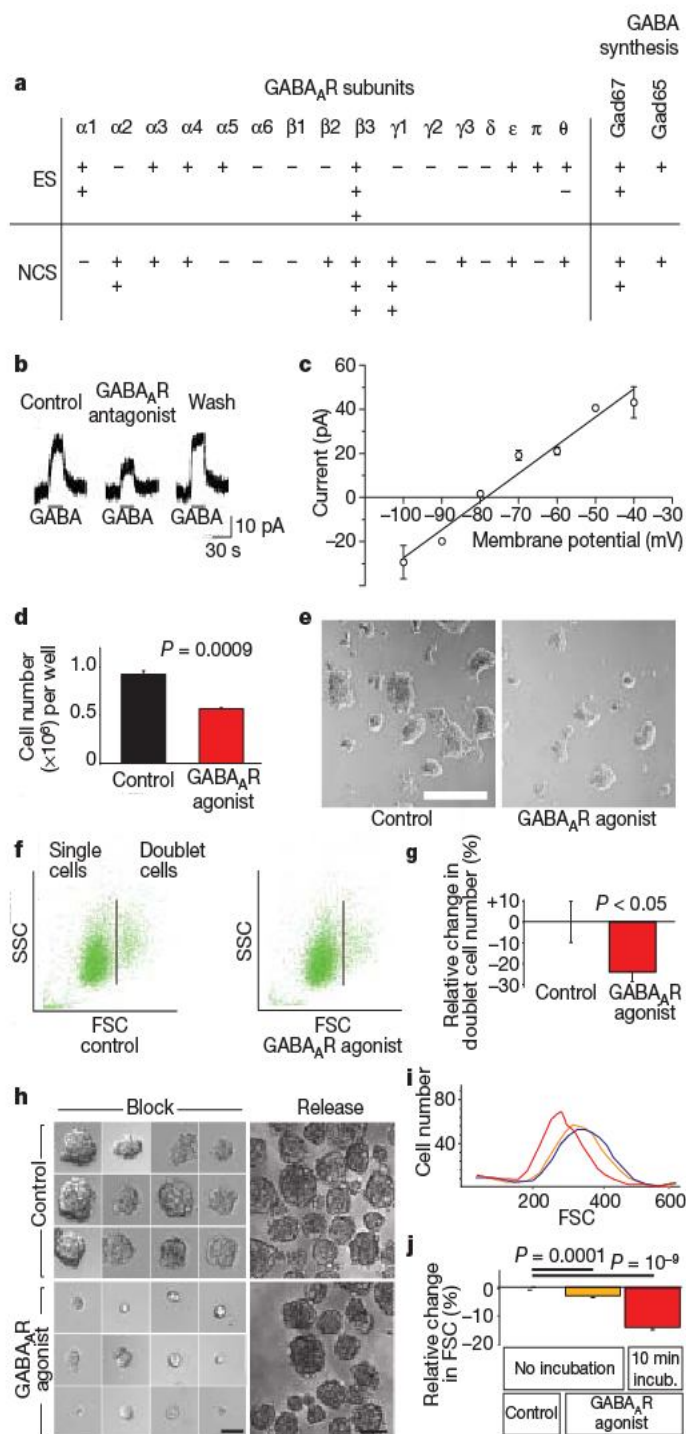 GABA
synthesis
a
GABAAR subunits
Gad67
Gad65
α1 α2 α3 α4 α5 α6 β1 β2 β3 γ1 γ2 γ3 δ ε π θ
ES
+ − + + + − − − + + − − − + + + + +
+ + − +
+
NCS
− + + + − − − + + + − + − + − + + +
+ + + +
+ +
b
Control
GABAAR
antagonist
Wash
GABA GABA GABA
10 pA
30 s
c
Current (pA)
60
40
20
0
−20
−100 −90 −80 −70 −60 −50 −40 −30
Membrane potential (mV)
d
Cell number
(×10⁶) per well
P = 0.0009
1.0
0.5
0
Control
GABAAR
agonist
e
Control
GABAAR agonist
f
Single
cells
Doublet
cells
SSC
FSC
control
SSC
FSC
GABAAR agonist
g
Relative change in
doublet cell number (%)
+10
0
−10
−20
−30
P < 0.05
Control
GABAAR
agonist
h
Block
Release
Control
GABAAR
agonist
i
Cell number
80
40
200 400 600
FSC
j
Relative change
in FSC (%)
P = 0.0001
P = 10⁻⁹
0
−10
−20
No incubation
10 min
incub.
Control
GABAAR
agonist